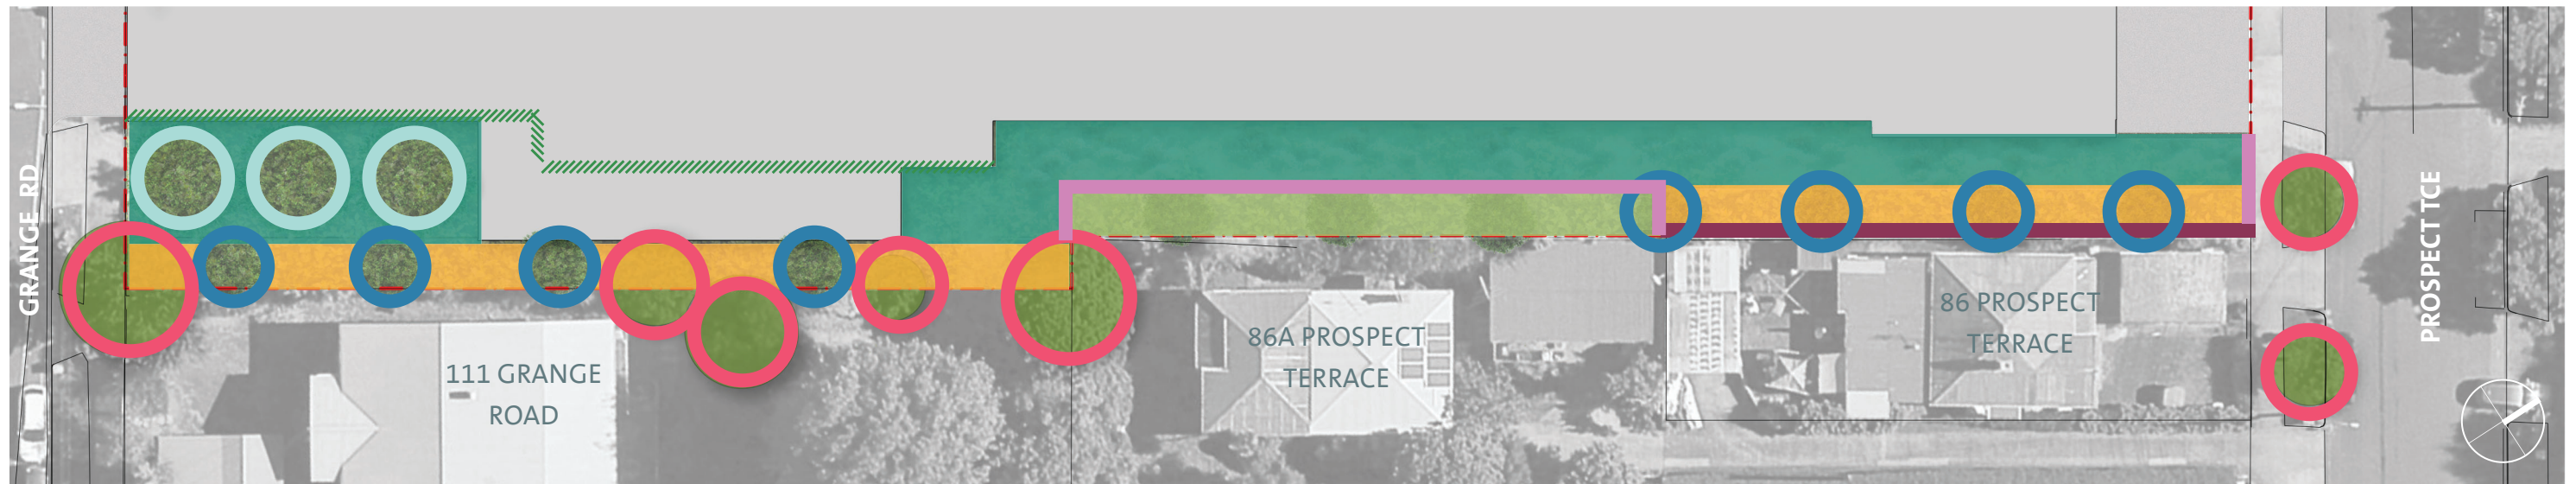 GRANGE RD
111 GRANGE
ROAD
86A PROSPECT
TERRACE
86 PROSPECT
TERRACE
PROSPECT TCE